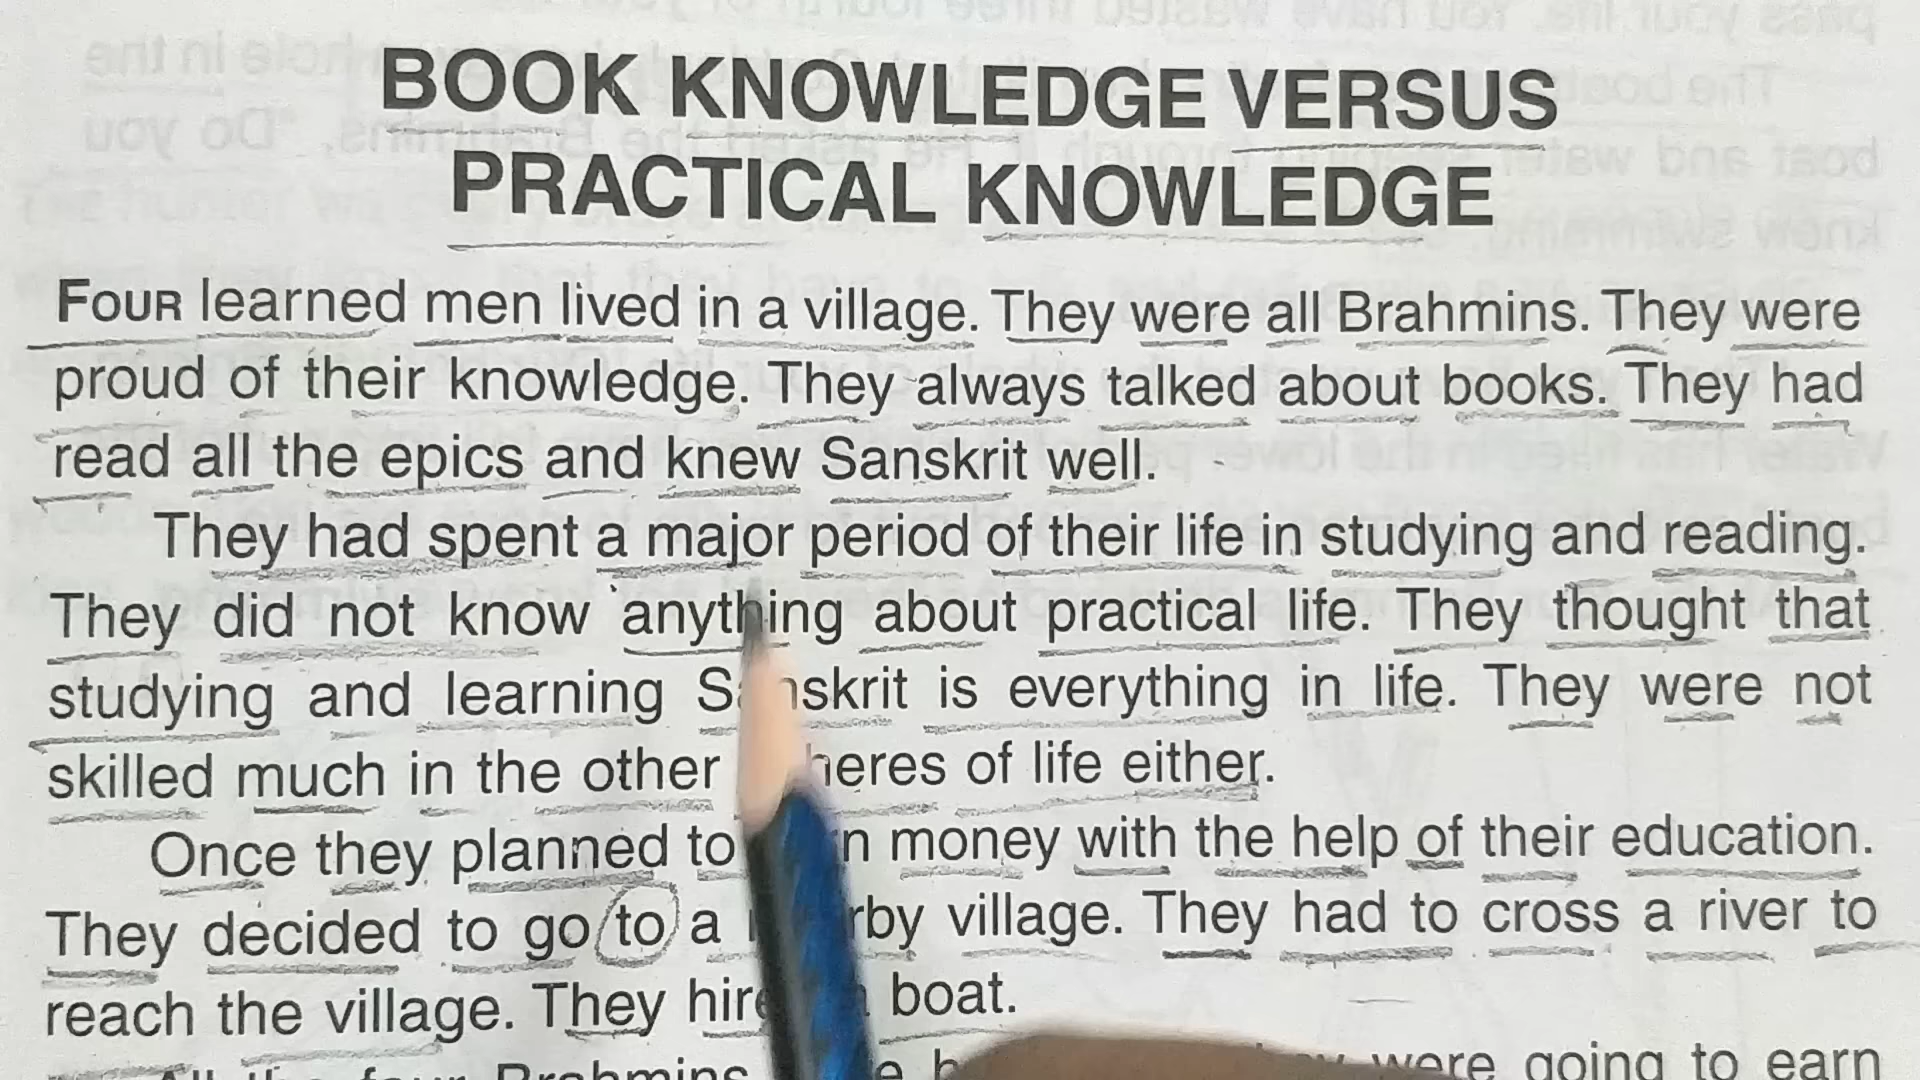 BOOK KNOWLEDGE VERSUS
PRACTICAL KNOWLEDGE
FOUR learned men lived in a village. They were all Brahmins. They were
proud of their knowledge. They always talked about books. They had
read all the epics and knew Sanskrit well.
They had spent a major period of their life in studying and reading.
They did not know anything about practical life. They thought that
studying and learning Sanskrit is everything in life. They were not
skilled much in the other of life either.
Once they planned to money with the help of their education.
They decided to go to a village. They had to cross a river to
reach the village. They boat.
All the four Brahmins were going to earn